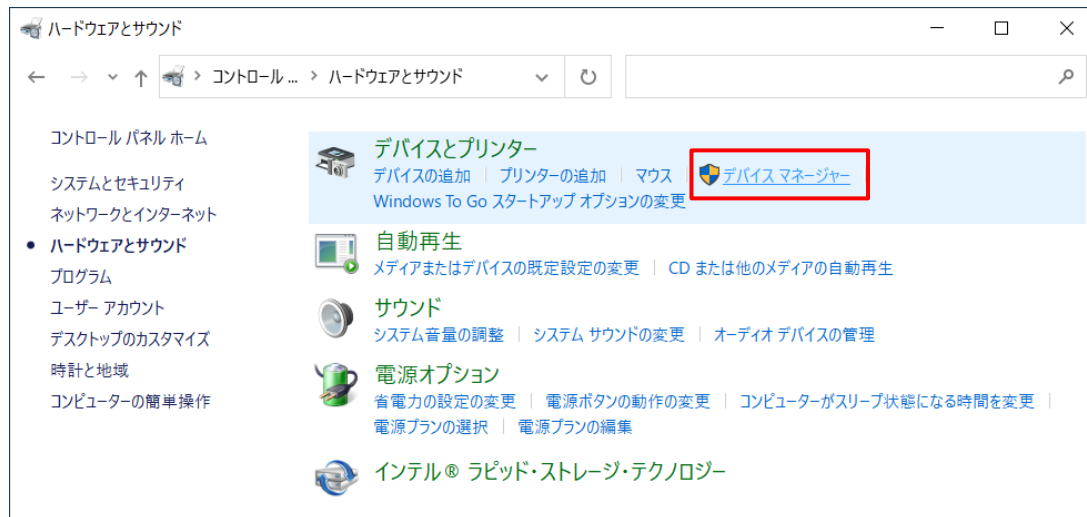 ハードウェアとサウンド
コントロール ... > ハードウェアとサウンド
コントロール パネル ホーム
システムとセキュリティ
ネットワークとインターネット
ハードウェアとサウンド
プログラム
ユーザー アカウント
デスクトップのカスタマイズ
時計と地域
コンピューターの簡単操作
デバイスとプリンター
デバイスの追加 | プリンターの追加 | マウス | デバイス マネージャー
Windows To Go スタートアップ オプションの変更
自動再生
メディアまたはデバイスの既定設定の変更 | CD または他のメディアの自動再生
サウンド
システム音量の調整 | システム サウンドの変更 | オーディオ デバイスの管理
電源オプション
省電力の設定の変更 | 電源ボタンの動作の変更 | コンピューターがスリープ状態になる時間を変更 |
電源プランの選択 | 電源プランの編集
インテル® ラピッド・ストレージ・テクノロジー